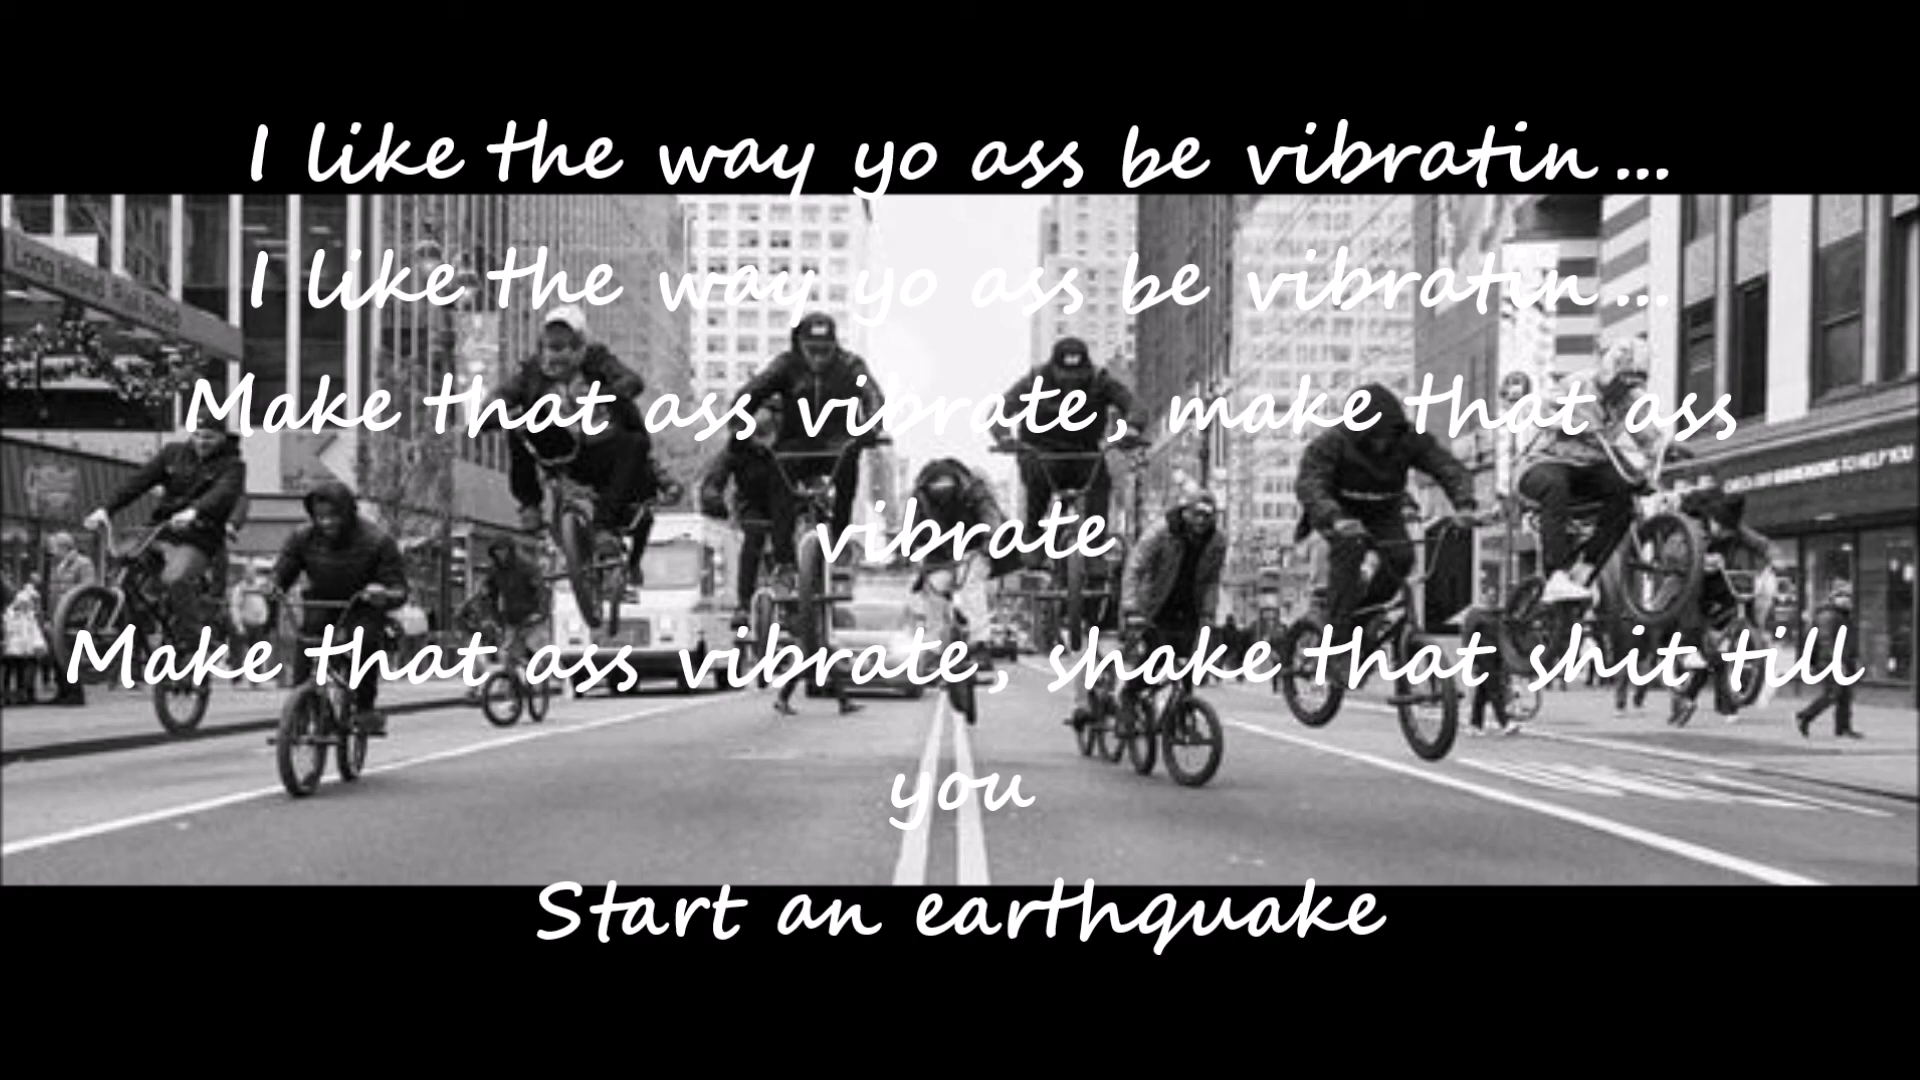 I like the way yo ass be vibratin...
I like the way yo ass be vibratin...
Make that ass vibrate, make that ass
vibrate
Make that ass vibrate, shake that shit till
you
Start an earthquake